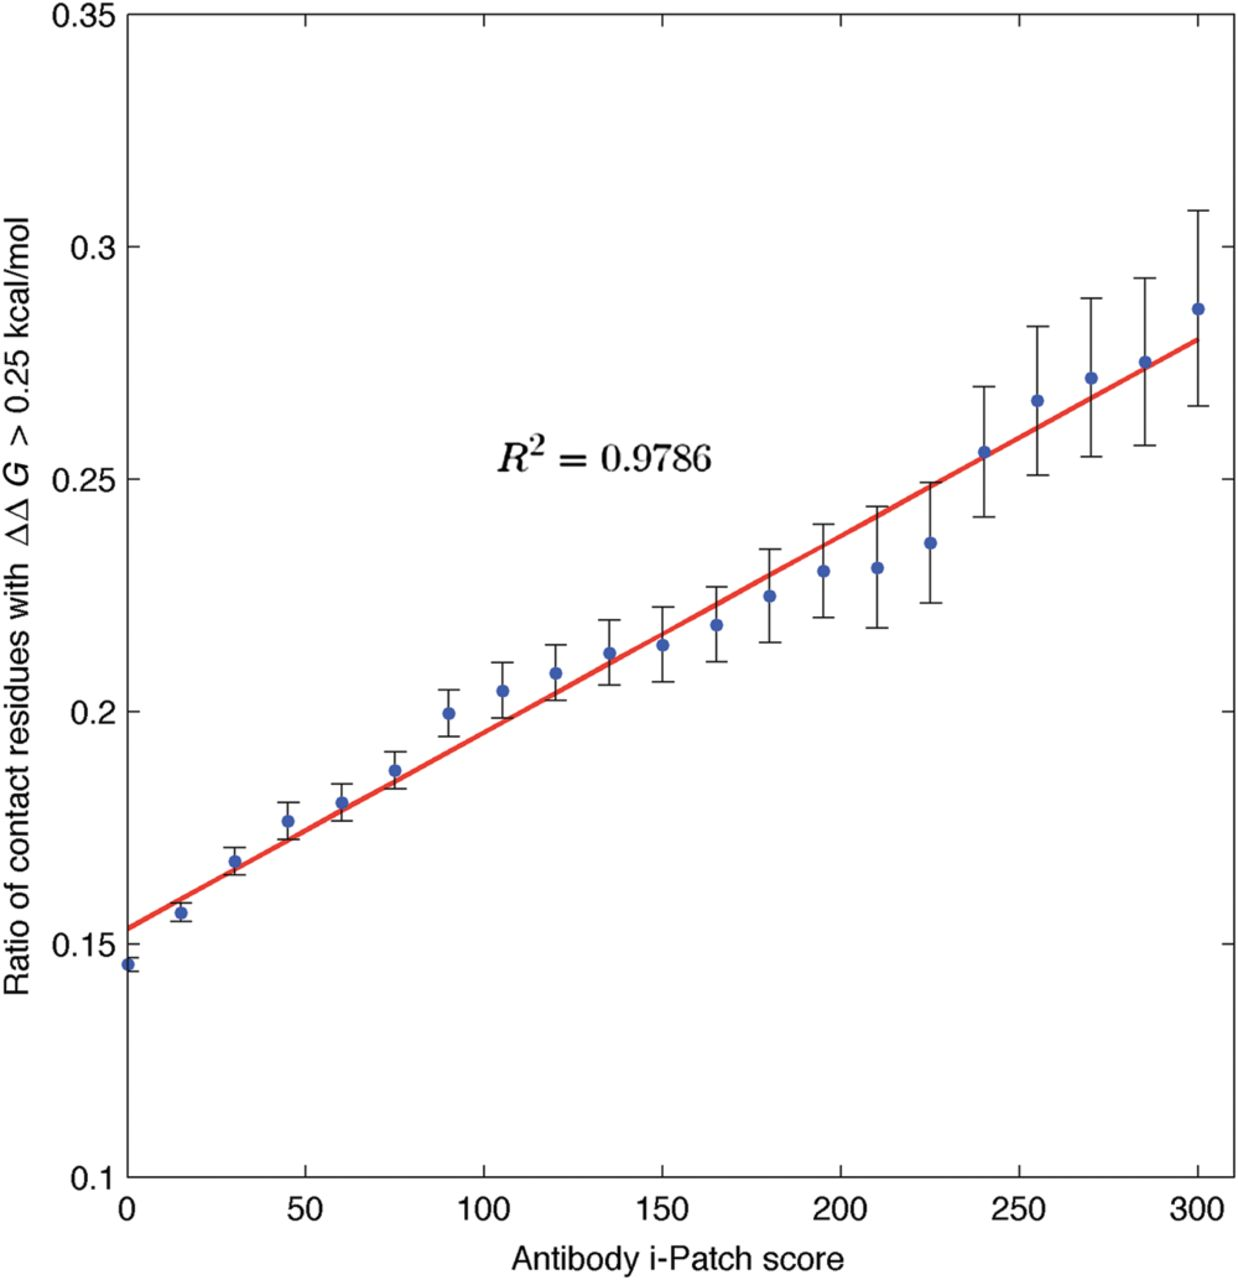 0.35
0.3
0.25
0.2
0.15
0.1
Ratio of contact residues with ΔΔ G > 0.25 kcal/mol
R² = 0.9786
0 50 100 150 200 250 300
Antibody i-Patch score